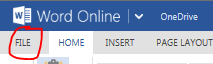 Word Online OneDrive
FILE HOME INSERT PAGE LAYOUT